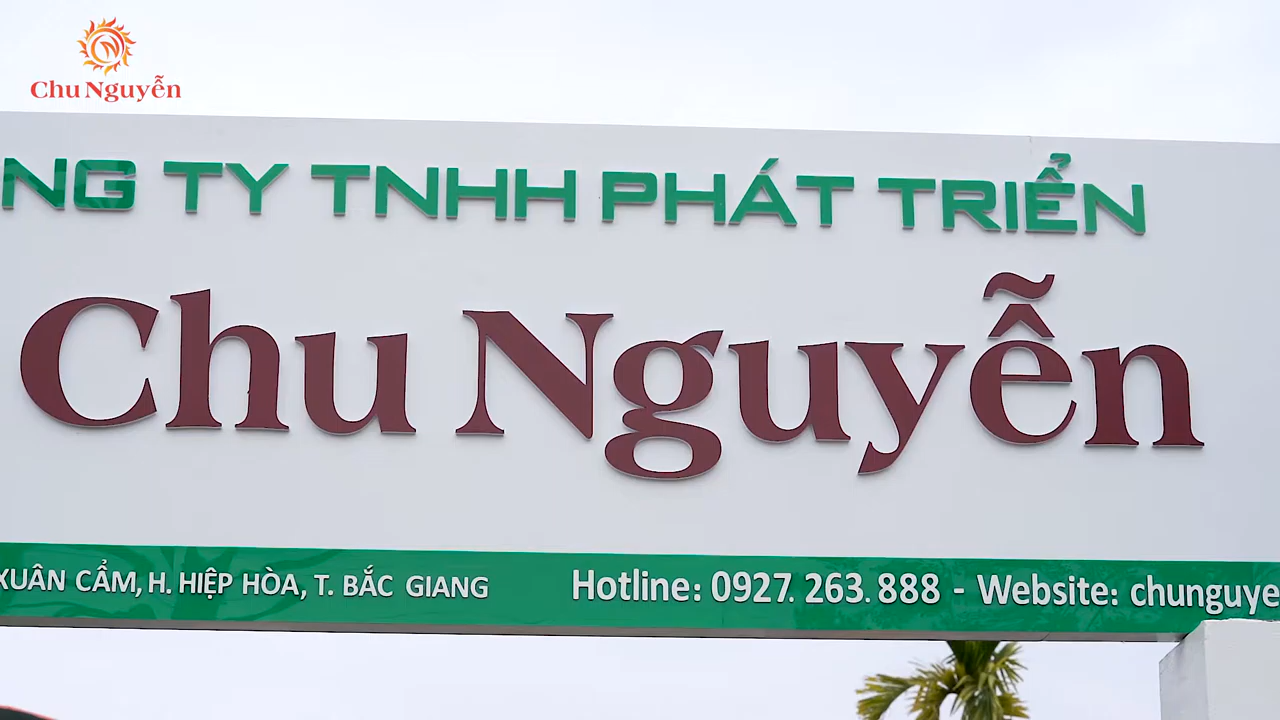 Chu Nguyễn
NG TY TNHH PHÁT TRIỂN
Chu Nguyễn
XUÂN CẨM, H. HIỆP HÒA, T. BẮC GIANG
Hotline: 0927. 263. 888 - Website: chunguye